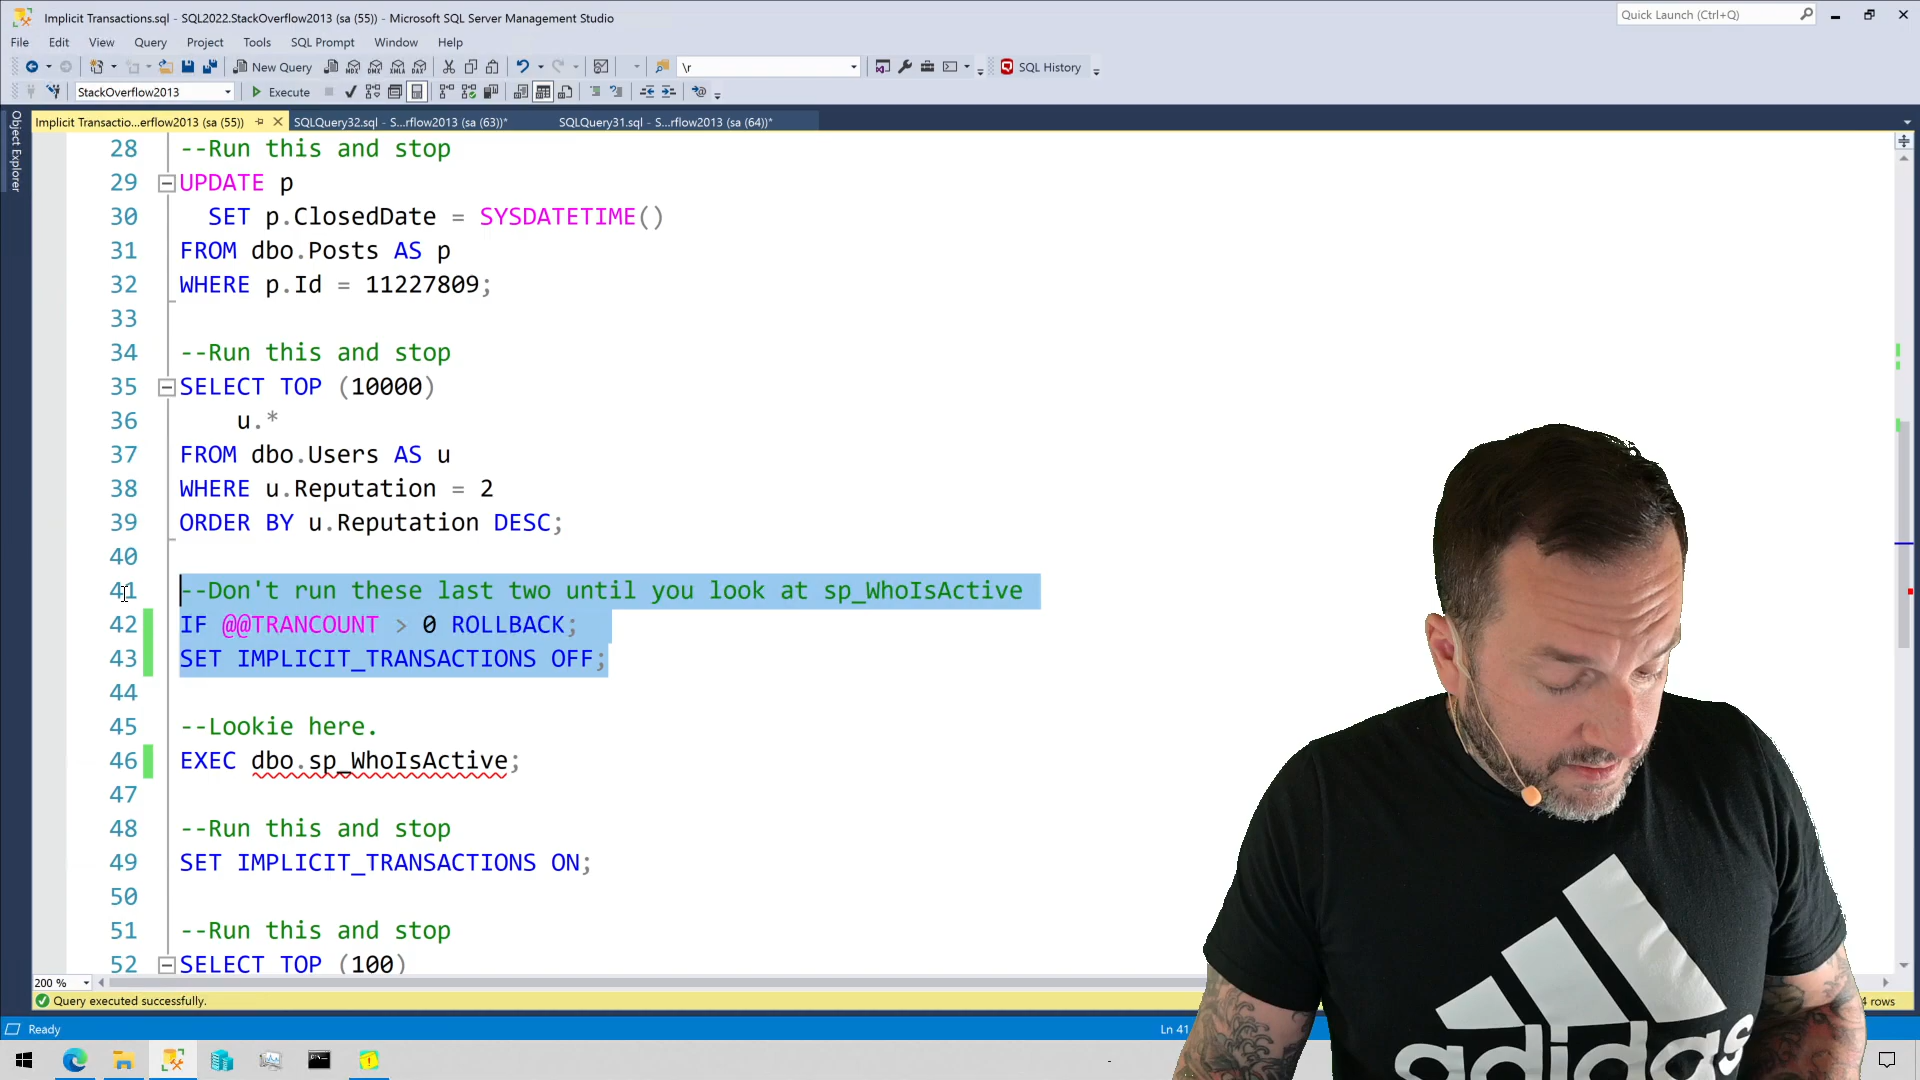 Implicit Transactions.sql - SQL2022.StackOverflow2013 (sa (55)) - Microsoft SQL Server Management Studio
Quick Launch (Ctrl+Q)
File Edit View Query Project Tools Window SQL Prompt Help
New Query
MDX DMX XMLA DAX
\r
SQL History
StackOverflow2013
Execute
Implicit Transactio...erflow2013 (sa (55))
SQLQuery32.sql - S...rflow2013 (sa (63))*
SQLQuery31.sql - S...rflow2013 (sa (64))*
Object Explorer
28 --Run this and stop
29 UPDATE p
30 SET p.ClosedDate = SYSDATETIME()
31 FROM dbo.Posts AS p
32 WHERE p.Id = 11227809;
33
34 --Run this and stop
35 SELECT TOP (10000)
36 u.*
37 FROM dbo.Users AS u
38 WHERE u.Reputation = 2
39 ORDER BY u.Reputation DESC;
40
41 --Don't run these last two until you look at sp_WhoIsActive
42 IF @@TRANCOUNT > 0 ROLLBACK;
43 SET IMPLICIT_TRANSACTIONS OFF;
44
45 --Lookie here.
46 EXEC dbo.sp_WhoIsActive;
47
48 --Run this and stop
49 SET IMPLICIT_TRANSACTIONS ON;
50
51 --Run this and stop
52 SELECT TOP (100)
200 %
Query executed successfully.
4 rows
Ready
Ln 41
adidas